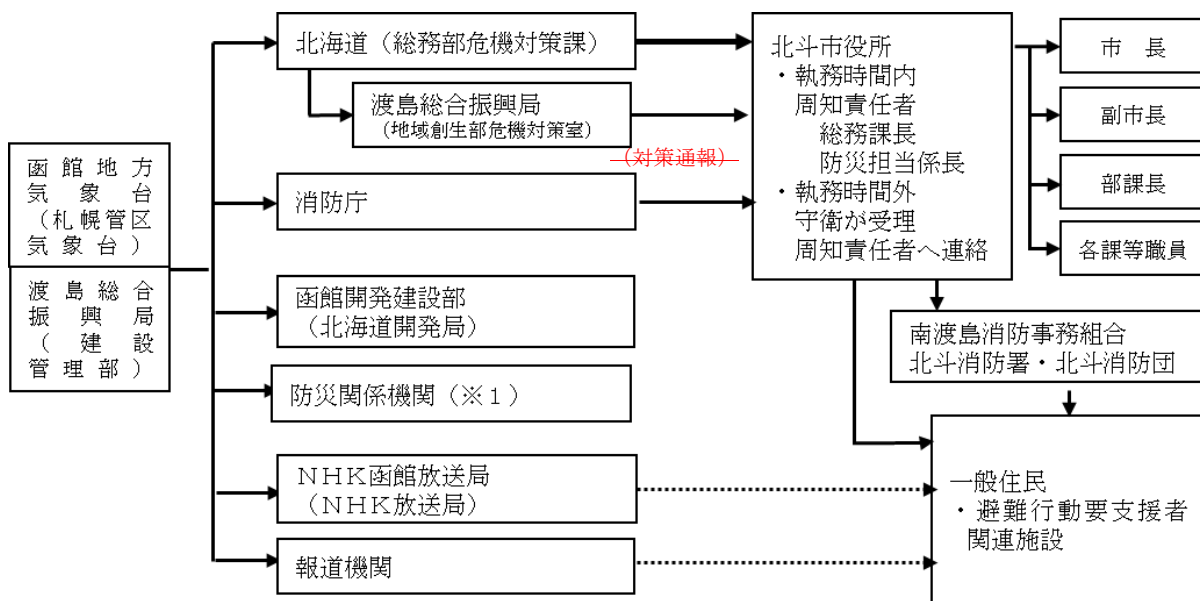 函館地方
気象台
（札幌管区
気象台）
渡島総合
振興局
（建設
管理部）
北海道（総務部危機対策課）
渡島総合振興局
（地域創生部危機対策室）
（対策通報）
消防庁
函館開発建設部
（北海道開発局）
防災関係機関（※１）
ＮＨＫ函館放送局
（ＮＨＫ放送局）
報道機関
北斗市役所
・執務時間内
周知責任者
総務課長
防災担当係長
・執務時間外
守衛が受理
周知責任者へ連絡
市 長
副市長
部課長
各課等職員
南渡島消防事務組合
北斗消防署・北斗消防団
一般住民
・避難行動要支援者
関連施設